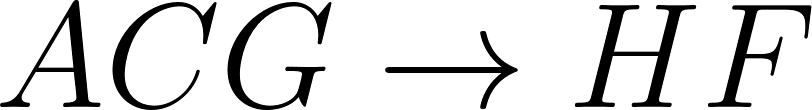 ACG → HF